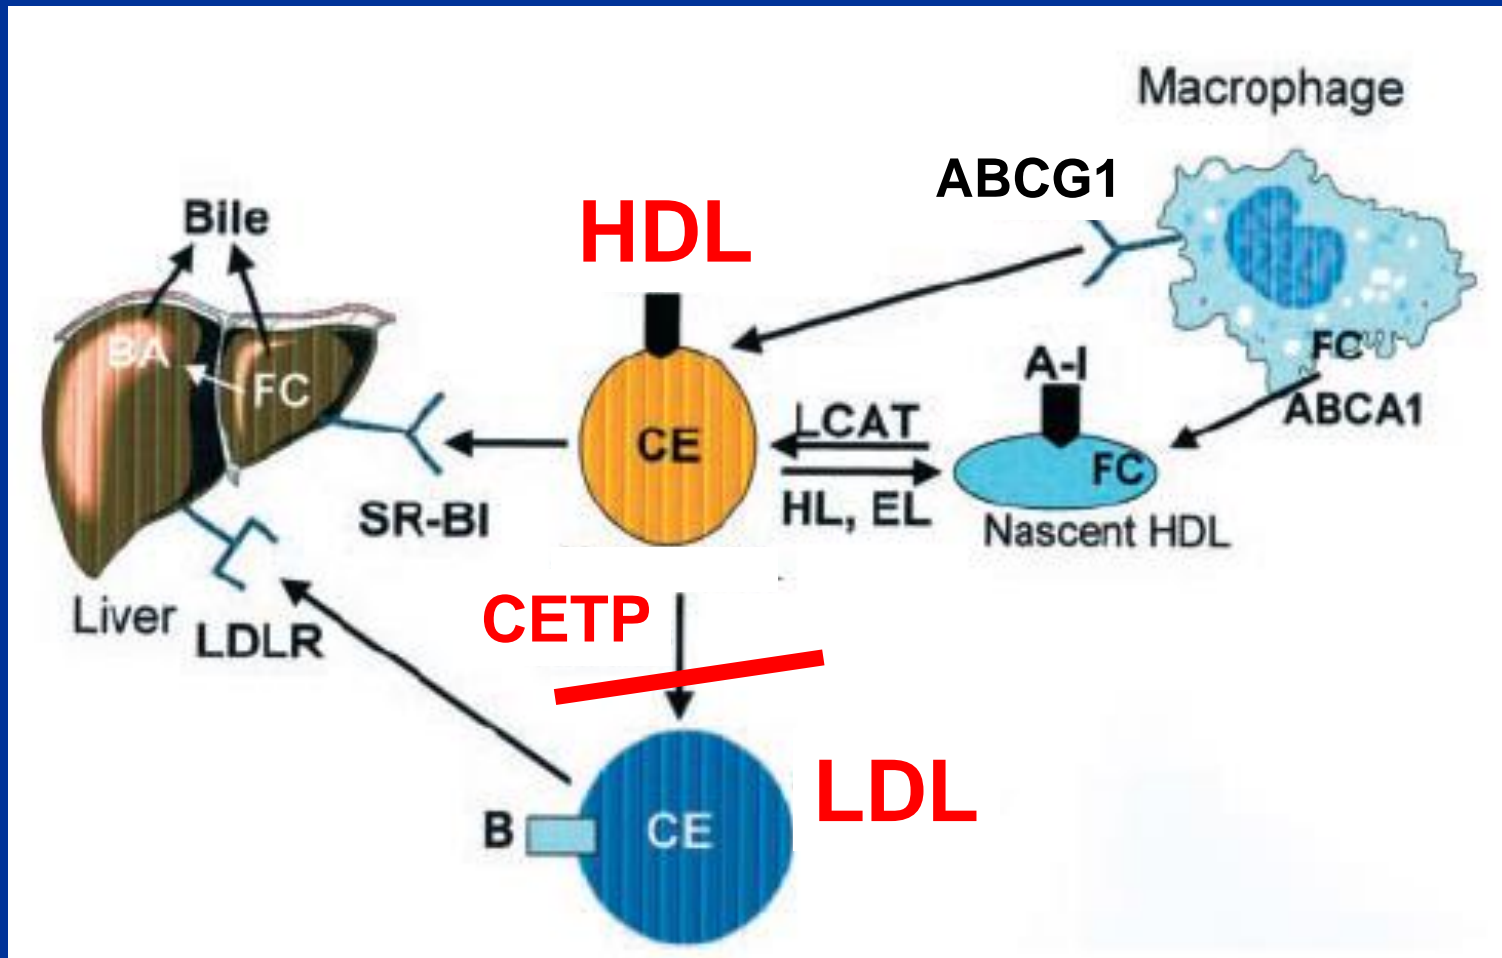 Macrophage
ABCG1
Bile
HDL
BA
FC
FC
A-I
ABCA1
LCAT
CE
FC
HL, EL
SR-BI
Nascent HDL
Liver
LDLR
CETP
LDL
B
CE